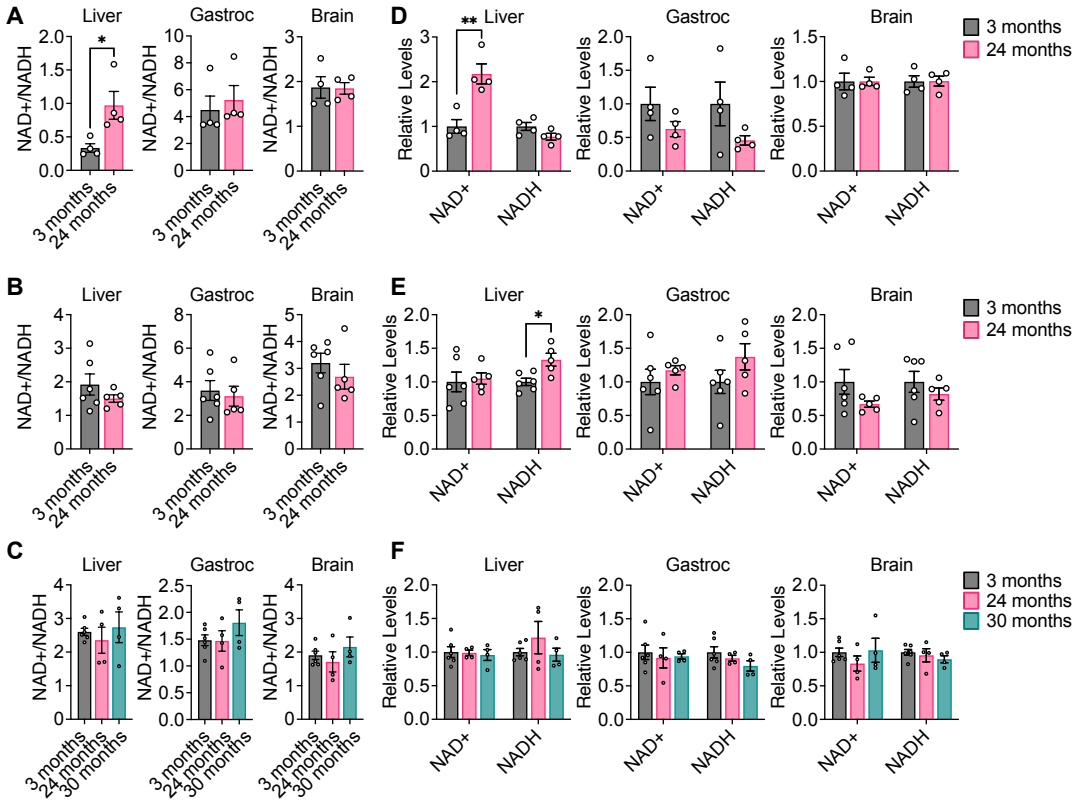 A
Liver
Gastroc
Brain
NAD+/NADH
NAD+/NADH
NAD+/NADH
0.0
0.5
1.0
1.5
2.0
*
0
2
4
6
8
10
0
1
2
3
3 months
24 months
3 months
24 months
3 months
24 months
D
Liver
Gastroc
Brain
Relative Levels
Relative Levels
Relative Levels
0
1
2
3
**
0.0
0.5
1.0
1.5
2.0
0.0
0.5
1.0
1.5
NAD+
NADH
NAD+
NADH
NAD+
NADH
3 months
24 months
B
Liver
Gastroc
Brain
NAD+/NADH
NAD+/NADH
NAD+/NADH
0
1
2
3
4
0
2
4
6
8
0
1
2
3
4
5
3 months
24 months
3 months
24 months
3 months
24 months
E
Liver
Gastroc
Brain
Relative Levels
Relative Levels
Relative Levels
0.0
0.5
1.0
1.5
2.0
*
0.0
0.5
1.0
1.5
2.0
0.0
0.5
1.0
1.5
2.0
NAD+
NADH
NAD+
NADH
NAD+
NADH
3 months
24 months
C
Liver
Gastroc
Brain
NAD+/NADH
NAD+/NADH
NAD+/NADH
0
1
2
3
4
0.0
0.5
1.0
1.5
2.0
2.5
0
1
2
3
4
3 months
24 months
30 months
3 months
24 months
30 months
3 months
24 months
30 months
F
Liver
Gastroc
Brain
Relative Levels
Relative Levels
Relative Levels
0.0
0.5
1.0
1.5
2.0
0.0
0.5
1.0
1.5
2.0
0.0
0.5
1.0
1.5
2.0
NAD+
NADH
NAD+
NADH
NAD+
NADH
3 months
24 months
30 months